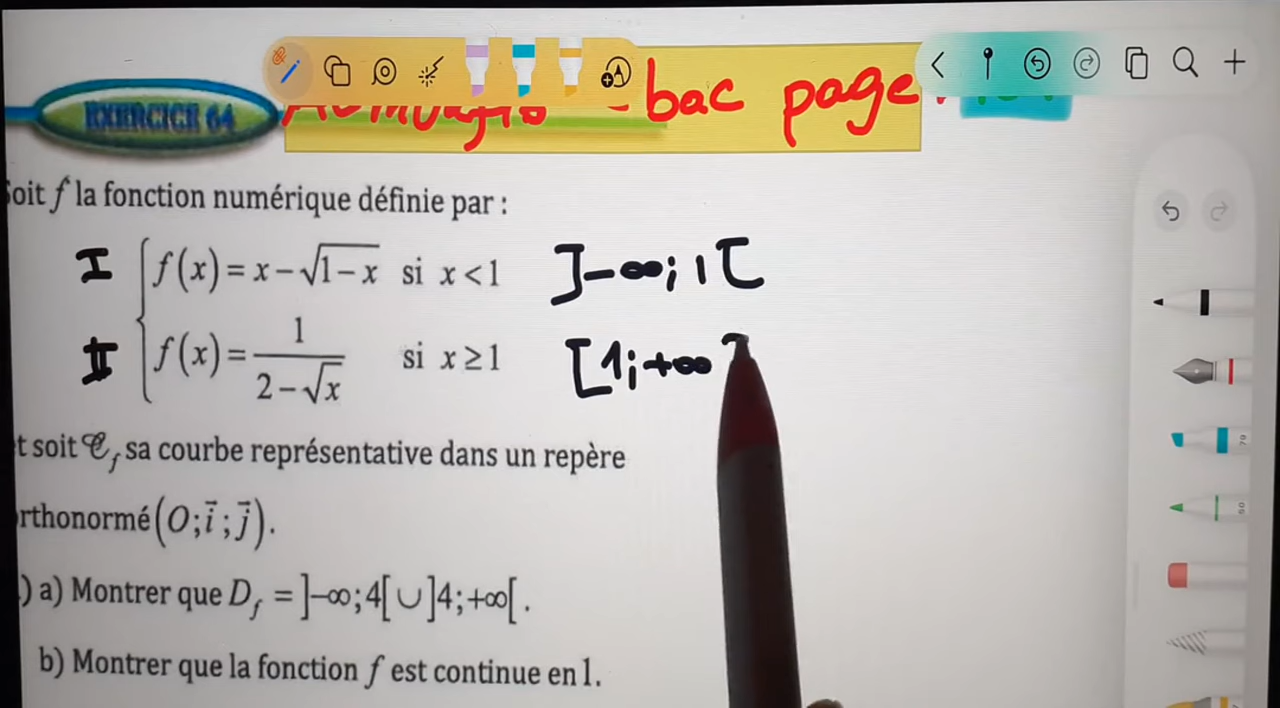 EXERCICE 64
bac page
Soit f la fonction numérique définie par :
I f(x) = x − √1−x si x < 1 ]−∞; 1[
II f(x) = 1/(2 − √x) si x ≥ 1 [1; +∞
t soit 𝒞f sa courbe représentative dans un repère
rthonormé (O; i⃗ ; j⃗).
) a) Montrer que Df = ]−∞; 4[ ∪ ]4; +∞[ .
b) Montrer que la fonction f est continue en 1.